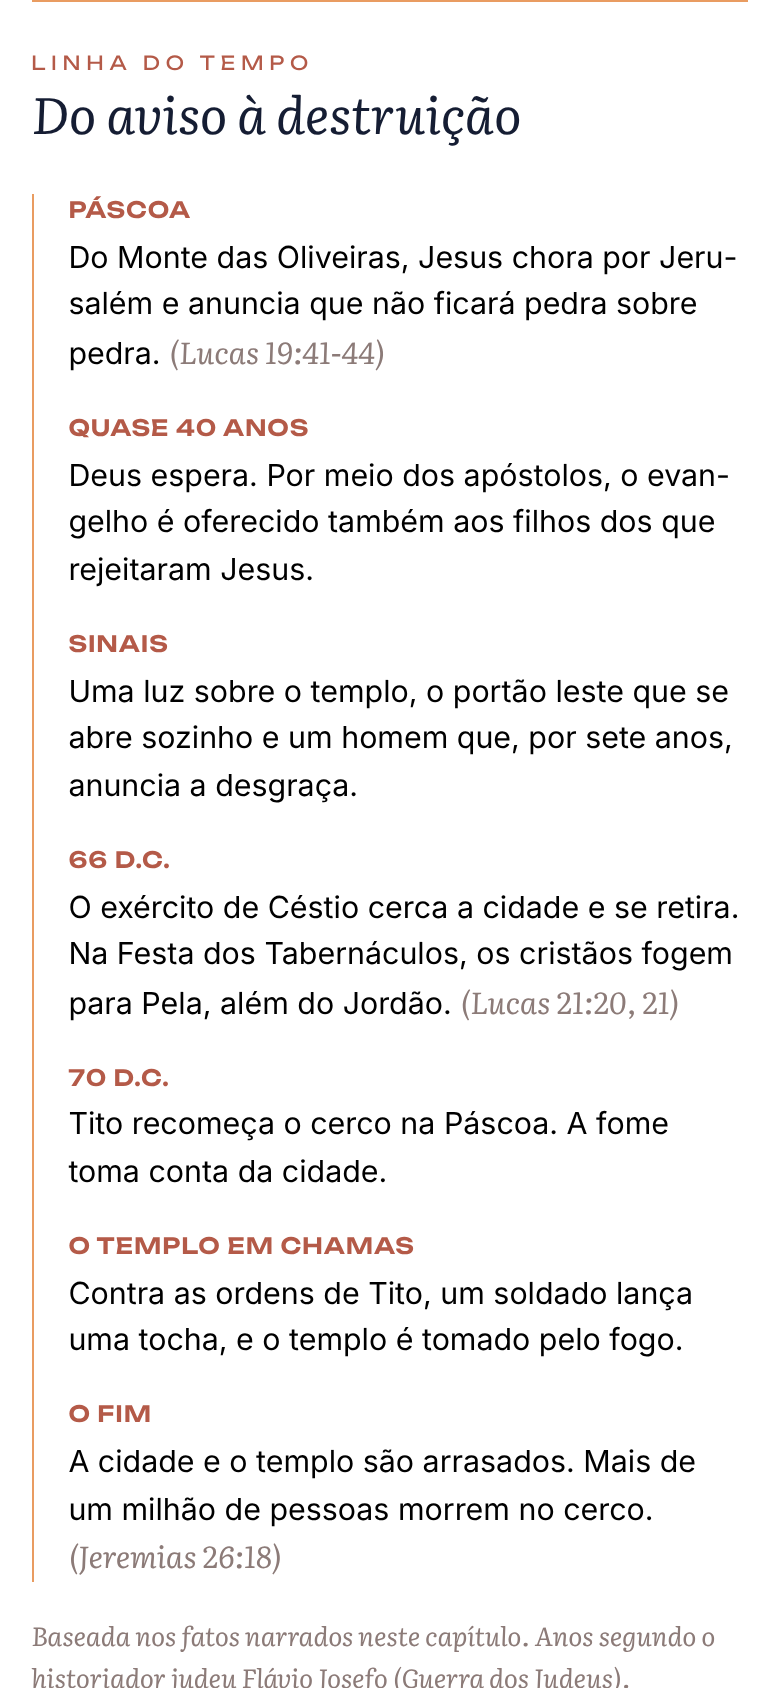 LINHA DO TEMPO
Do aviso à destruição
PÁSCOA
Do Monte das Oliveiras, Jesus chora por Jeru-
salém e anuncia que não ficará pedra sobre
pedra. (Lucas 19:41-44)
QUASE 40 ANOS
Deus espera. Por meio dos apóstolos, o evan-
gelho é oferecido também aos filhos dos que
rejeitaram Jesus.
SINAIS
Uma luz sobre o templo, o portão leste que se
abre sozinho e um homem que, por sete anos,
anuncia a desgraça.
66 D.C.
O exército de Céstio cerca a cidade e se retira.
Na Festa dos Tabernáculos, os cristãos fogem
para Pela, além do Jordão. (Lucas 21:20, 21)
70 D.C.
Tito recomeça o cerco na Páscoa. A fome
toma conta da cidade.
O TEMPLO EM CHAMAS
Contra as ordens de Tito, um soldado lança
uma tocha, e o templo é tomado pelo fogo.
O FIM
A cidade e o templo são arrasados. Mais de
um milhão de pessoas morrem no cerco.
(Jeremias 26:18)
Baseada nos fatos narrados neste capítulo. Anos segundo o
historiador judeu Flávio Josefo (Guerra dos Judeus).